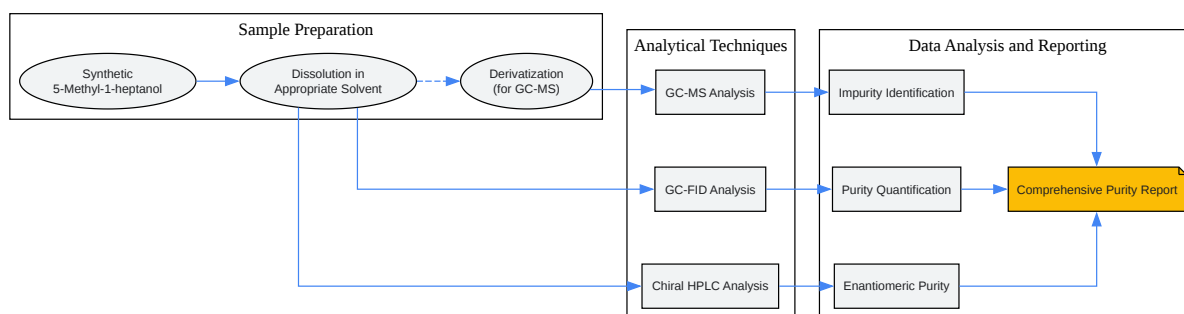 Sample Preparation
Synthetic
5-Methyl-1-heptanol
Dissolution in
Appropriate Solvent
Derivatization
(for GC-MS)
Analytical Techniques
GC-MS Analysis
GC-FID Analysis
Chiral HPLC Analysis
Data Analysis and Reporting
Impurity Identification
Purity Quantification
Enantiomeric Purity
Comprehensive Purity Report